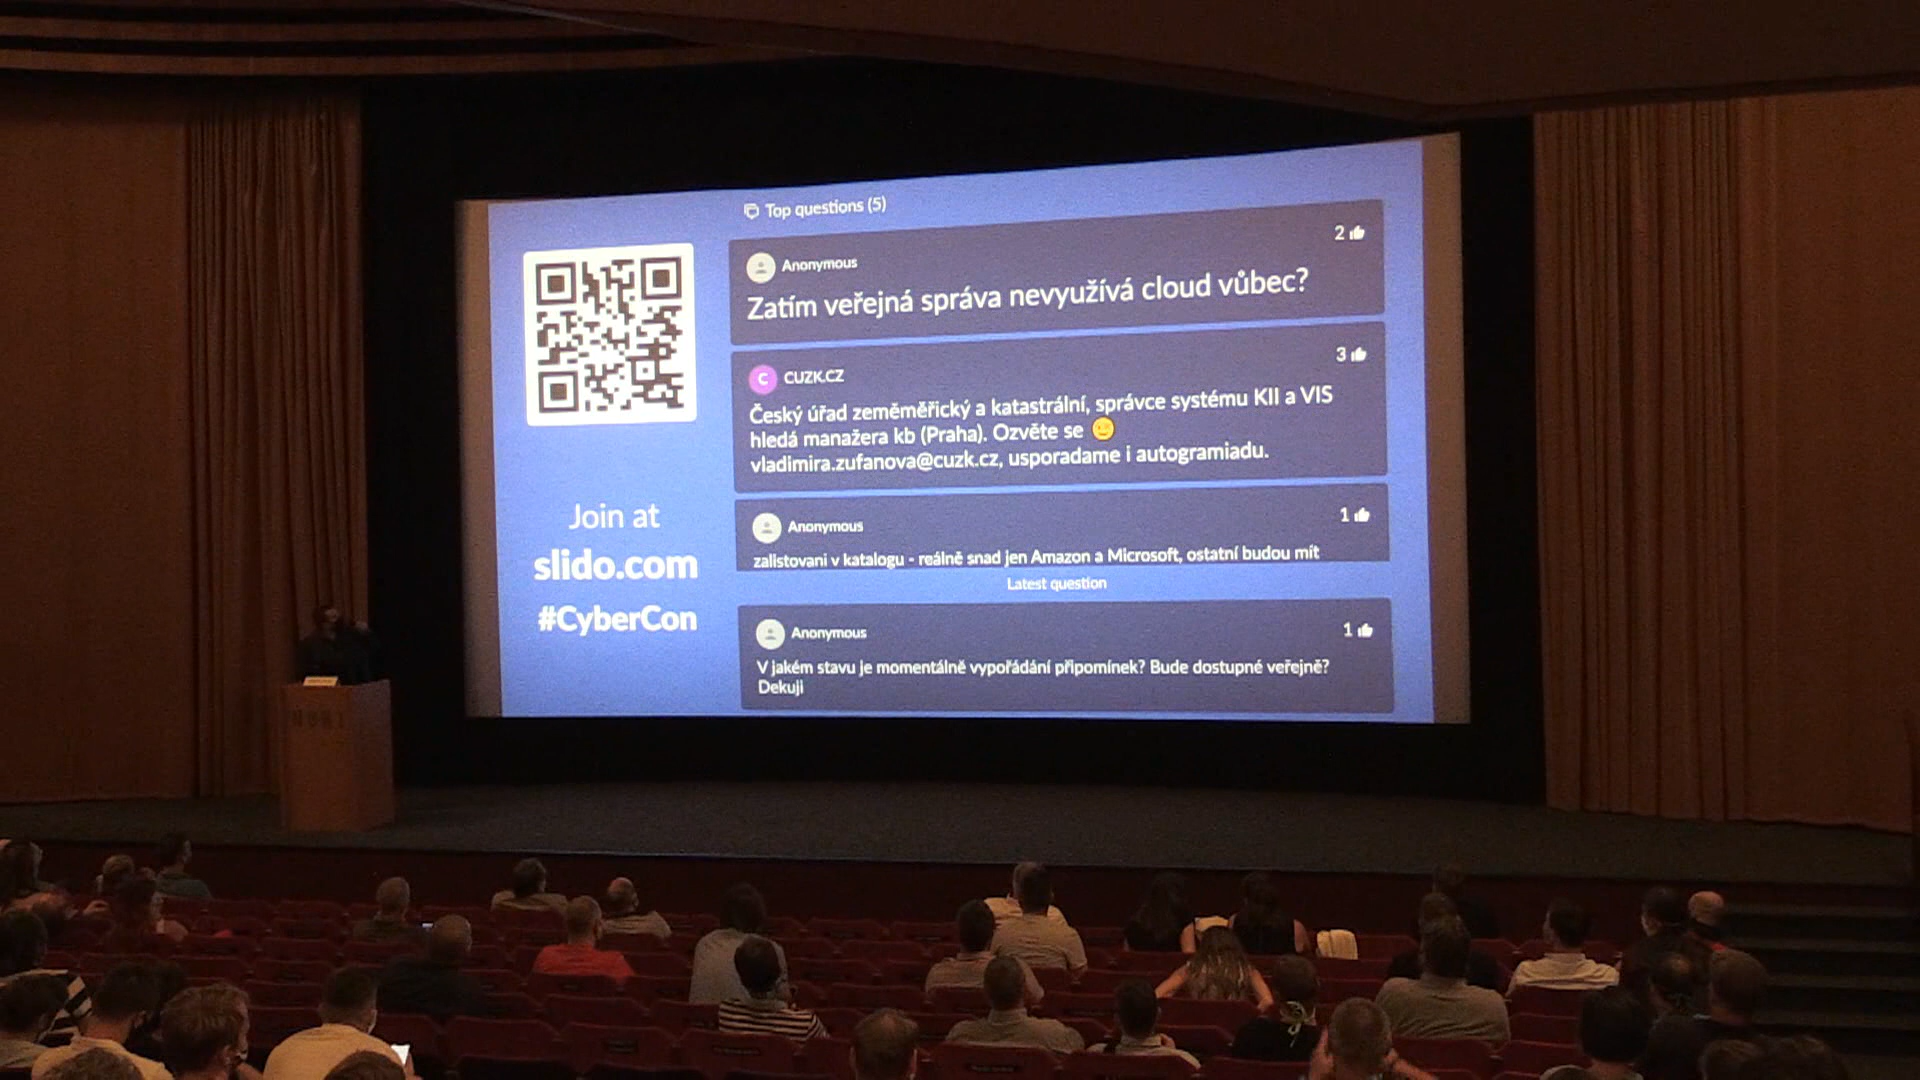 Top questions (5)
Anonymous
2
Zatím veřejná správa nevyužívá cloud vůbec?
C
CUZK.CZ
3
Český úřad zeměměřický a katastrální, správce systému KII a VIS
hledá manažera kb (Praha). Ozvěte se
vladimira.zufanova@cuzk.cz, usporadame i autogramiadu.
Anonymous
1
zalistovani v katalogu - reálně snad jen Amazon a Microsoft, ostatní budou mít
Latest question
Anonymous
1
V jakém stavu je momentálně vypořádání připomínek? Bude dostupné veřejně?
Dekuji
Join at
slido.com
#CyberCon